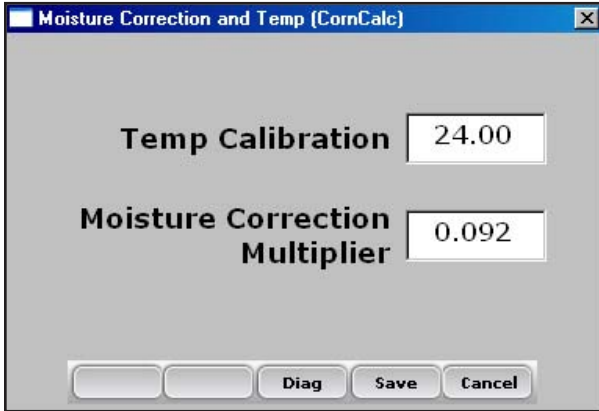 Moisture Correction and Temp (CornCalc)
Temp Calibration 24.00
Moisture Correction
Multiplier 0.092
Diag Save Cancel